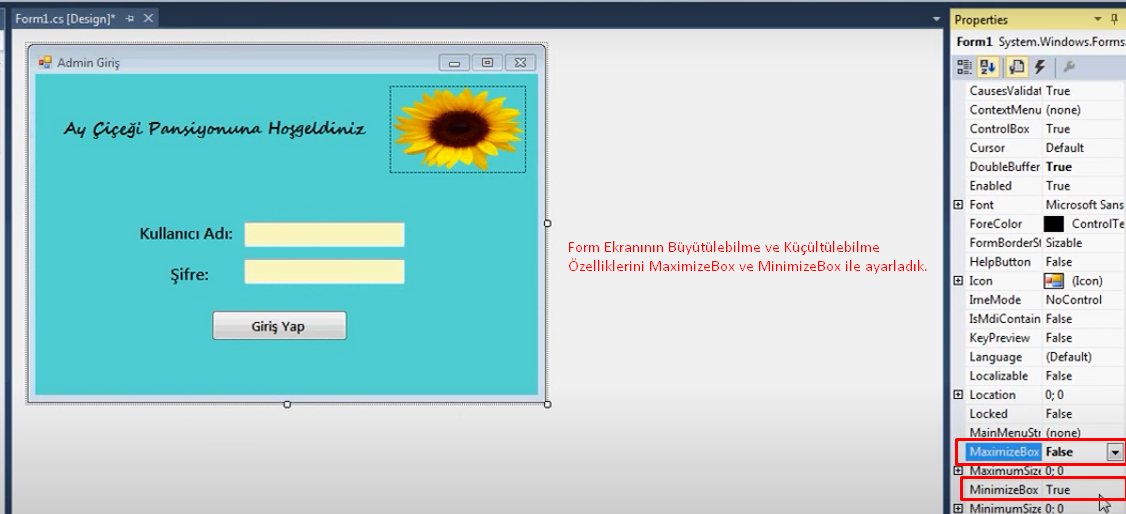 Form1.cs [Design]*
Admin Giriş
Ay Çiçeği Pansiyonuna Hoşgeldiniz
Kullanıcı Adı:
Şifre:
Giriş Yap
Form Ekranının Büyütülebilme ve Küçültülebilme
Özelliklerini MaximizeBox ve MinimizeBox ile ayarladık.
Properties
Form1 System.Windows.Forms
CausesValidat True
ContextMenu (none)
ControlBox True
Cursor Default
DoubleBuffer True
Enabled True
Font Microsoft Sans
ForeColor ControlTe
FormBorderSt Sizable
HelpButton False
Icon (Icon)
ImeMode NoControl
IsMdiContain False
KeyPreview False
Language (Default)
Localizable False
Location 0; 0
Locked False
MainMenuStr (none)
MaximizeBox False
MaximumSize 0; 0
MinimizeBox True
MinimumSize 0; 0